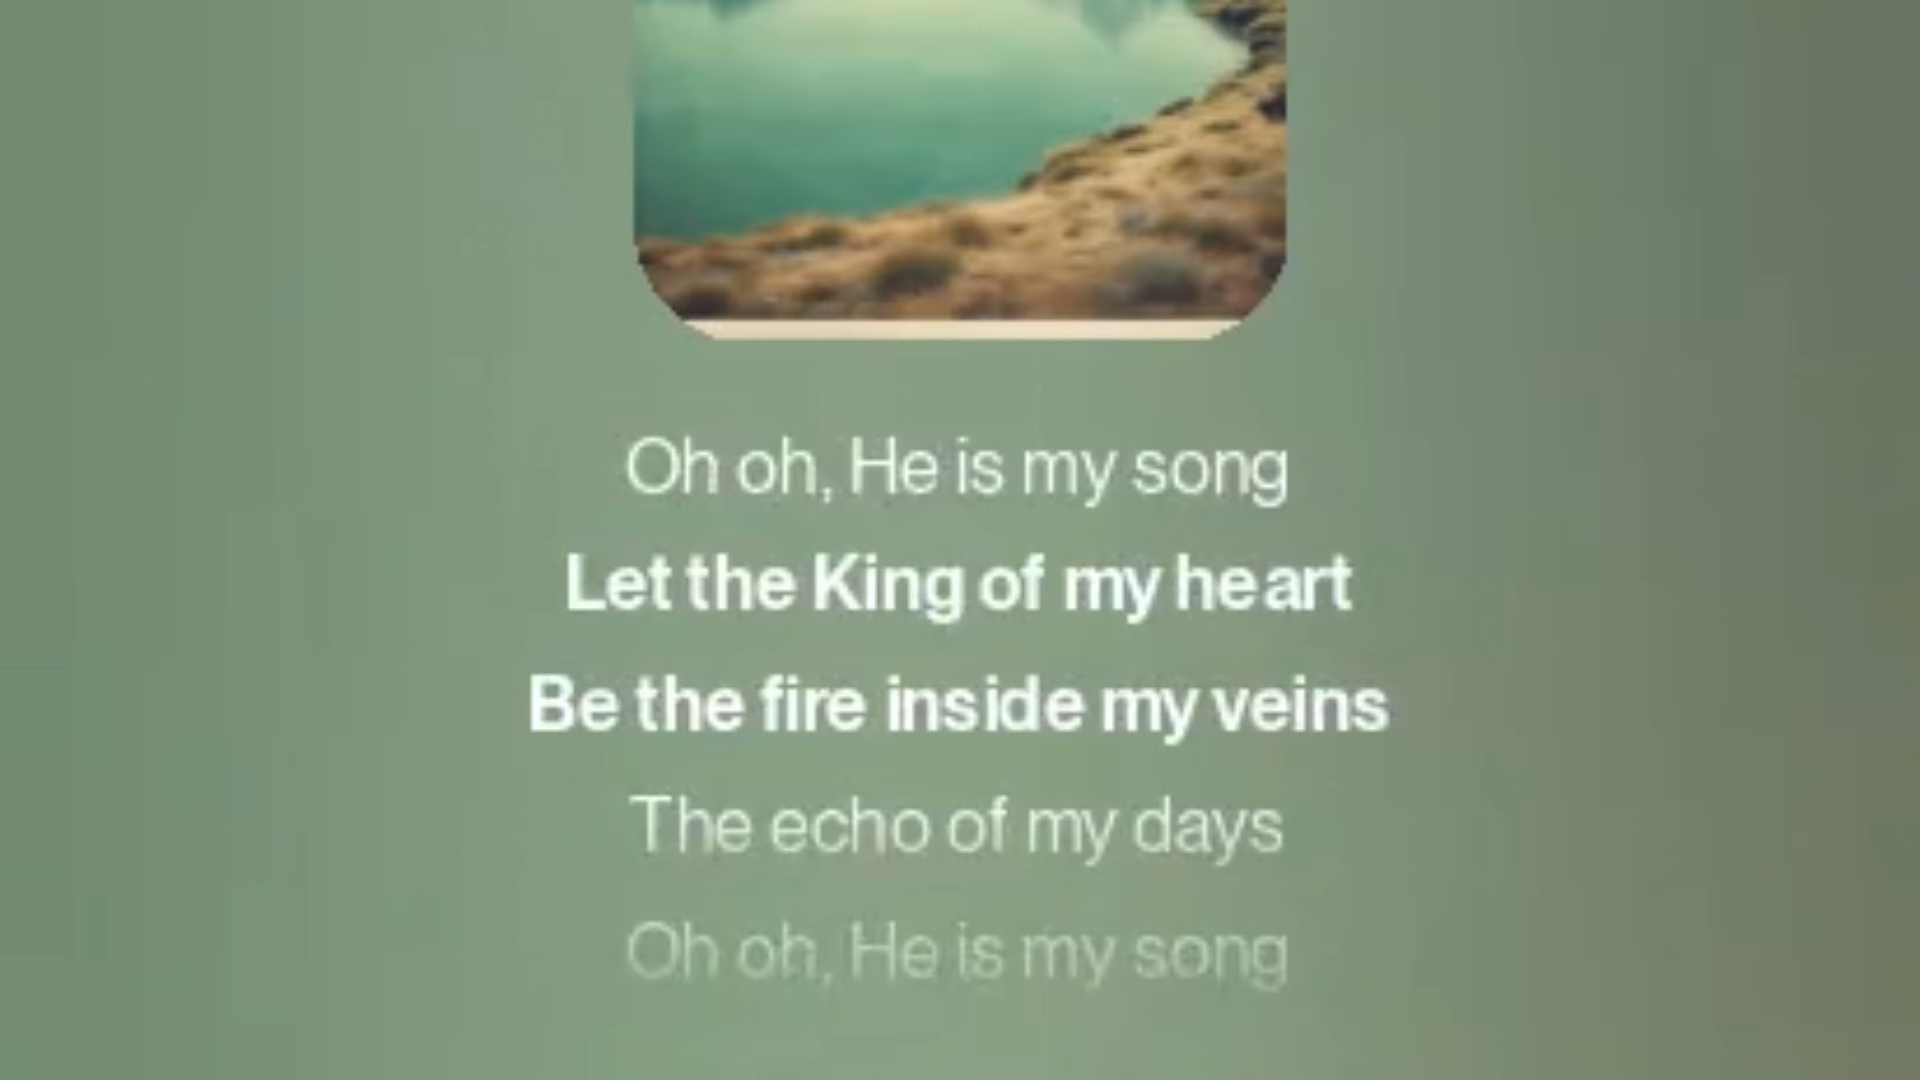 Oh oh, He is my song
Let the King of my heart
Be the fire inside my veins
The echo of my days
Oh oh, He is my song